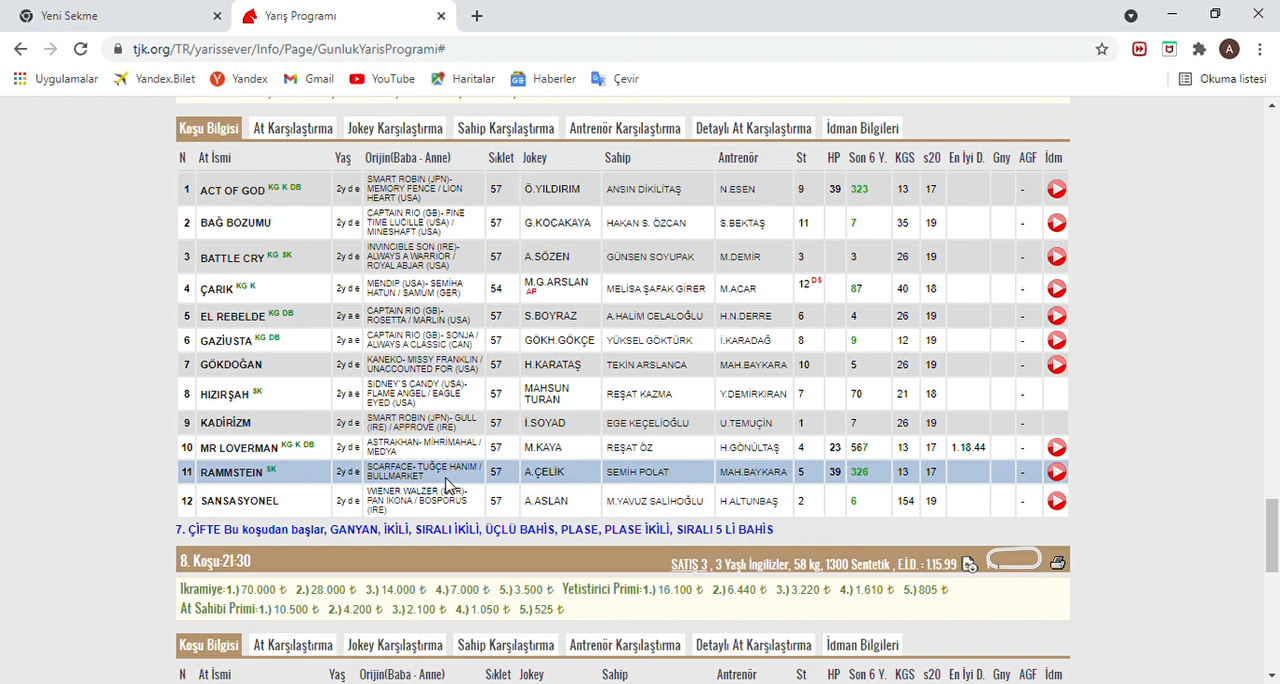 Yeni Sekme
Yarış Programı
tjk.org/TR/yarissever/Info/Page/GunlukYarisProgrami#
A
Uygulamalar Yandex.Bilet Yandex Gmail YouTube Haritalar Haberler Çevir Okuma listesi
Koşu Bilgisi At Karşılaştırma Jokey Karşılaştırma Sahip Karşılaştırma Antrenör Karşılaştırma Detaylı At Karşılaştırma İdman Bilgileri
N At İsmi Yaş Orijin(Baba - Anne) Sıklet Jokey Sahip Antrenör St HP Son 6 Y. KGS s20 En İyi D. Gny AGF İdm
1 ACT OF GOD KG K DB 2y d e SMART ROBIN (JPN)- MEMORY FENCE / LION HEART (USA) 57 Ö.YILDIRIM ANSIN DİKİLİTAŞ N.ESEN 9 39 323 13 17 -
2 BAĞ BOZUMU 2y d e CAPTAIN RIO (GB)- FINE TIME LUCILLE (USA) / MINESHAFT (USA) 57 G.KOCAKAYA HAKAN S. ÖZCAN S.BEKTAŞ 11 7 35 19 -
3 BATTLE CRY KG SK 2y d e INVINCIBLE SON (IRE)- ALWAYS A WARRIOR / ROYAL ABJAR (USA) 57 A.SÖZEN GÜNSEN SOYUPAK M.DEMİR 3 3 26 19 -
4 ÇARIK KG K 2y d e MENDIP (USA)- SEMİHA HATUN / SAMUM (GER) 54 M.G.ARSLAN AP MELİSA ŞAFAK GİRER M.ACAR 12 DS 87 40 18 -
5 EL REBELDE KG DB 2y a e CAPTAIN RIO (GB)- ROSETTA / MARLIN (USA) 57 S.BOYRAZ A.HALİM CELALOĞLU H.N.DERRE 6 4 26 19 -
6 GAZİUSTA KG DB 2y a e CAPTAIN RIO (GB)- SONJA / ALWAYS A CLASSIC (CAN) 57 GÖKH.GÖKÇE YÜKSEL GÖKTÜRK İ.KARADAĞ 8 9 12 19 -
7 GÖKDOĞAN 2y d e KANEKO- MISSY FRANKLIN / UNACCOUNTED FOR (USA) 57 H.KARATAŞ TEKİN ARSLANCA MAH.BAYKARA 10 5 26 19 -
8 HIZIRŞAH SK 2y d e SIDNEY'S CANDY (USA)- FLAME ANGEL / EAGLE EYED (USA) 57 MAHSUN TURAN REŞAT KAZMA Y.DEMİRKIRAN 7 70 21 18 -
9 KADİRİZM 2y d e SMART ROBIN (JPN)- GULL (IRE) / APPROVE (IRE) 57 İ.SOYAD EGE KEÇELİOĞLU U.TEMUÇİN 1 7 26 19 -
10 MR LOVERMAN KG K DB 2y d e ASTRAKHAN- MİHRİMAHAL / MEDYA 57 M.KAYA REŞAT ÖZ H.GÖNÜLTAŞ 4 23 567 13 17 1.18.44 -
11 RAMMSTEIN SK 2y d e SCARFACE- TUĞÇE HANIM / BULLMARKET 57 A.ÇELİK SEMİH POLAT MAH.BAYKARA 5 39 326 13 17 -
12 SANSASYONEL 2y d e WIENER WALZER PAN IKONA / BOSPORUS (IRE) 57 A.ASLAN M.YAVUZ SALİHOĞLU H.ALTUNBAŞ 2 6 154 19 -
7. ÇİFTE Bu koşudan başlar, GANYAN, İKİLİ, SIRALI İKİLİ, ÜÇLÜ BAHİS, PLASE, PLASE İKİLİ, SIRALI 5 Lİ BAHİS
8. Koşu:21:30 SATIŞ 3 , 3 Yaşlı İngilizler, 58 kg, 1300 Sentetik , E.İ.D. : 1.15.99
Ikramiye:1.) 70.000 ₺ 2.) 28.000 ₺ 3.) 14.000 ₺ 4.) 7.000 ₺ 5.) 3.500 ₺ Yetistirici Primi:1.) 16.100 ₺ 2.) 6.440 ₺ 3.) 3.220 ₺ 4.) 1.610 ₺ 5.) 805 ₺
At Sahibi Primi:1.) 10.500 ₺ 2.) 4.200 ₺ 3.) 2.100 ₺ 4.) 1.050 ₺ 5.) 525 ₺
Koşu Bilgisi At Karşılaştırma Jokey Karşılaştırma Sahip Karşılaştırma Antrenör Karşılaştırma Detaylı At Karşılaştırma İdman Bilgileri
N At İsmi Yaş Orijin(Baba - Anne) Sıklet Jokey Sahip Antrenör St HP Son 6 Y. KGS s20 En İyi D. Gny AGF İdm